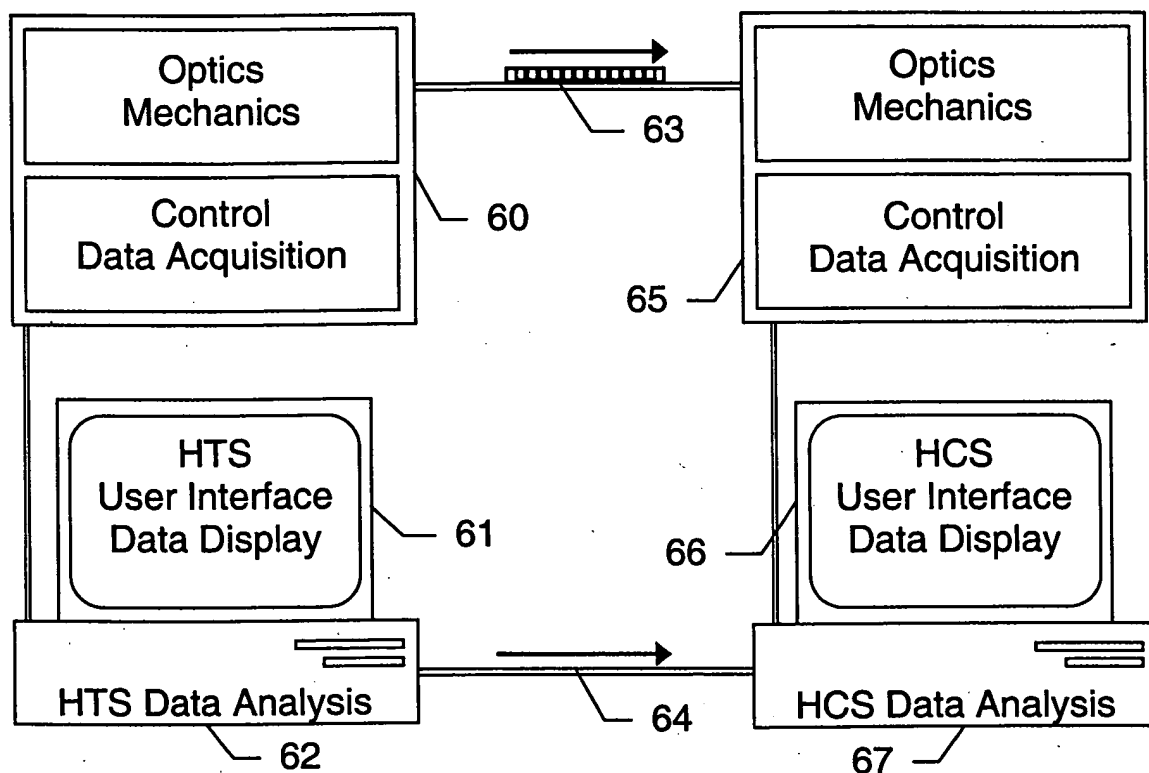 Optics
Mechanics
Control
Data Acquisition
60
63
Optics
Mechanics
Control
Data Acquisition
65
HTS
User Interface
Data Display
61
HTS Data Analysis
62
64
HCS
User Interface
Data Display
66
HCS Data Analysis
67